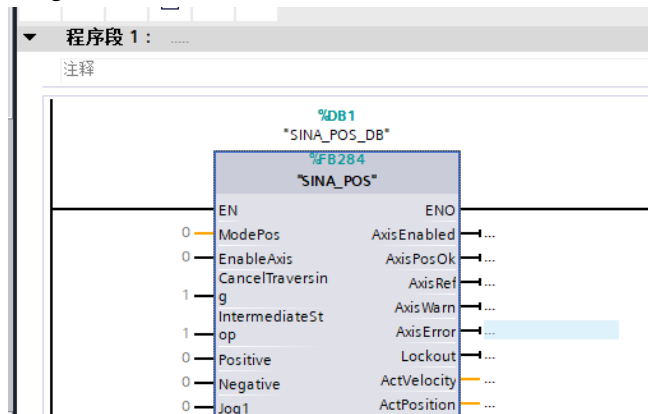 程序段 1： .....
注释
%DB1
"SINA_POS_DB"
%FB284
"SINA_POS"
EN ENO
0 ModePos AxisEnabled ...
0 EnableAxis AxisPosOk ...
CancelTraversin
1 g AxisRef ...
IntermediateSt AxisWarn ...
1 op AxisError ...
0 Positive Lockout ...
0 Negative ActVelocity ...
0 Jog1 ActPosition ...